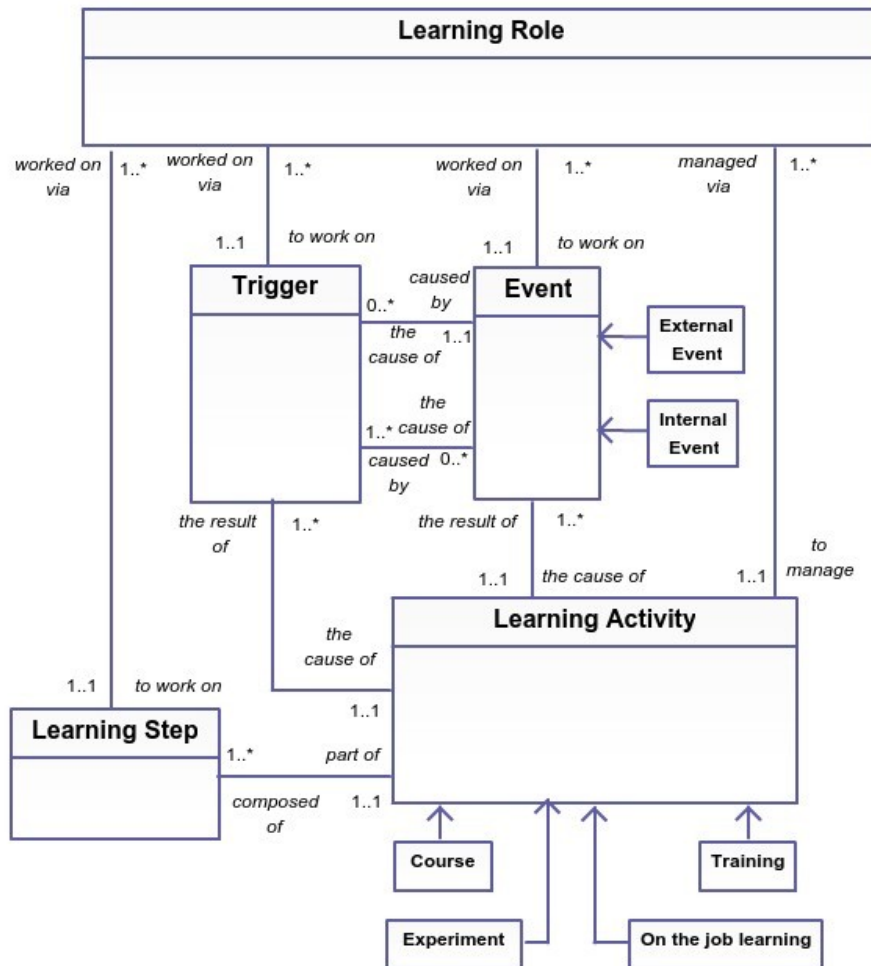 Learning Role
worked on
via
1..*
worked on
via
1..*
worked on
via
1..*
managed
via
1..*
1..1
to work on
1..1
to work on
Trigger
0..*
caused
by
the
cause of
1..1
Event
External
Event
1..*
the
cause of
caused
by
0..*
Internal
Event
the result
of
1..*
the result of
1..*
1..1
the cause of
1..1
to
manage
Learning Activity
the
cause of
1..1
1..1
to work on
Learning Step
1..*
part of
composed
of
1..1
Course
Training
Experiment
On the job learning